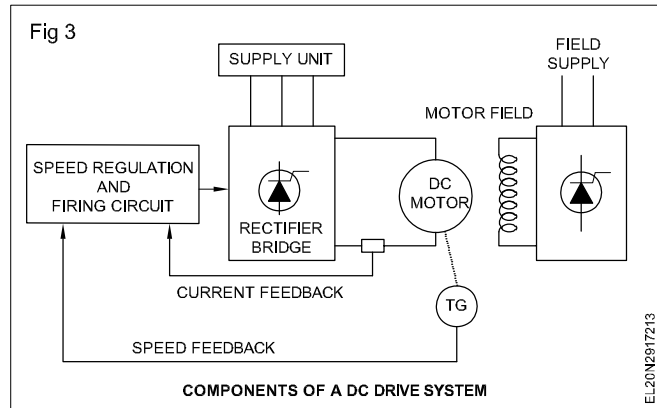 Fig 3
SUPPLY UNIT
FIELD
SUPPLY
MOTOR FIELD
SPEED REGULATION
AND
FIRING CIRCUIT
RECTIFIER
BRIDGE
DC
MOTOR
CURRENT FEEDBACK
TG
SPEED FEEDBACK
COMPONENTS OF A DC DRIVE SYSTEM
EL20N2917213